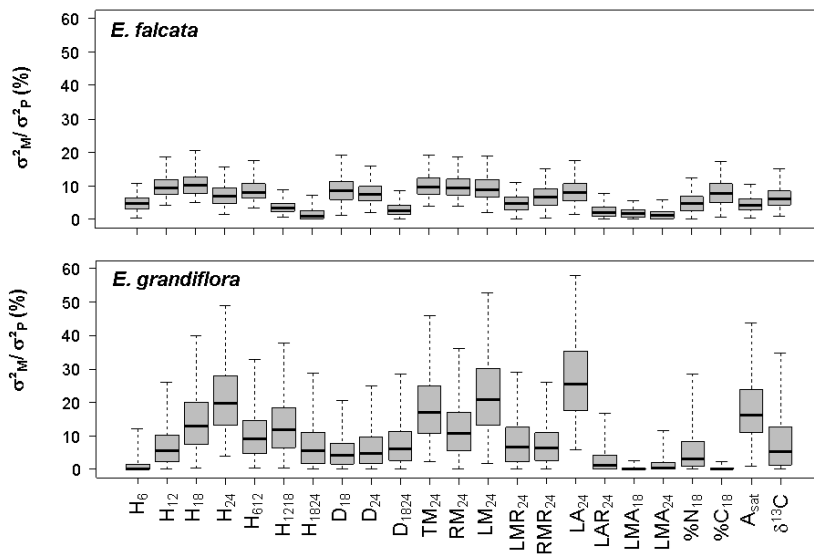 E. falcata
σ²M/ σ²P (%)
60
50
40
30
20
10
0
E. grandiflora
σ²M/ σ²P (%)
60
50
40
30
20
10
0
H₆ H₁₂ H₁₈ H₂₄ H₆₁₂ H₁₂₁₈ H₁₈₂₄ D₁₈ D₂₄ D₁₈₂₄ TM₂₄ RM₂₄ LM₂₄ LMR₂₄ RMR₂₄ LA₂₄ LAR₂₄ LMA₁₈ LMA₂₄ %N₁₈ %C₁₈ Asat δ¹³C